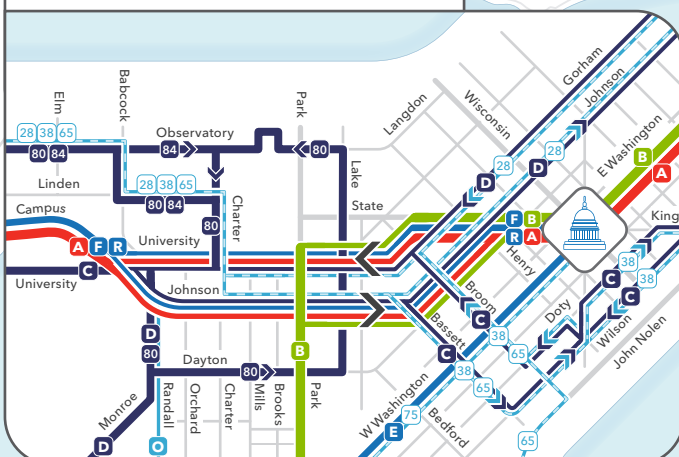 Gorham
Johnson
Elm
Babcock
Park
Langdon
Wisconsin
E Washington
28 38 65
80 84
Observatory
84
80
28
28
D
D
B
A
Linden
28 38 65
80 84
Lake
State
Charter
80
Campus
A F R
University
F B
R A
King
Henry
C
University
Johnson
38
C
38
C
Broom
C
38
65
Doty
Wilson
John Nolen
D
80
B
Bassett
C
38
65
Dayton
80
Monroe
D
Randall
Orchard
Charter
Mills
Brooks
Park
W Washington
75
E
Bedford
65
O